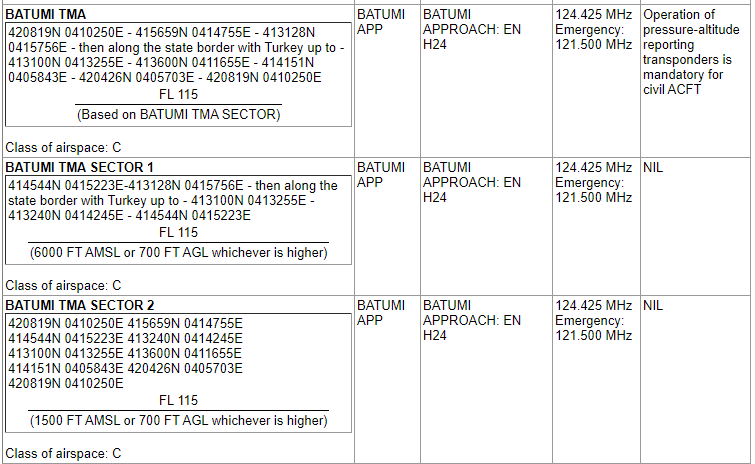 BATUMI TMA
420819N 0410250E - 415659N 0414755E - 413128N
0415756E - then along the state border with Turkey up to -
413100N 0413255E - 413600N 0411655E - 414151N
0405843E - 420426N 0405703E - 420819N 0410250E
FL 115
(Based on BATUMI TMA SECTOR)
Class of airspace: C
BATUMI
APP
BATUMI
APPROACH: EN
H24
124.425 MHz
Emergency:
121.500 MHz
Operation of
pressure-altitude
reporting
transponders is
mandatory for
civil ACFT
BATUMI TMA SECTOR 1
414544N 0415223E-413128N 0415756E - then along the
state border with Turkey up to - 413100N 0413255E -
413240N 0414245E - 414544N 0415223E
FL 115
(6000 FT AMSL or 700 FT AGL whichever is higher)
Class of airspace: C
BATUMI
APP
BATUMI
APPROACH: EN
H24
124.425 MHz
Emergency:
121.500 MHz
NIL
BATUMI TMA SECTOR 2
420819N 0410250E 415659N 0414755E
414544N 0415223E 413240N 0414245E
413100N 0413255E 413600N 0411655E
414151N 0405843E 420426N 0405703E
420819N 0410250E
FL 115
(1500 FT AMSL or 700 FT AGL whichever is higher)
Class of airspace: C
BATUMI
APP
BATUMI
APPROACH: EN
H24
124.425 MHz
Emergency:
121.500 MHz
NIL